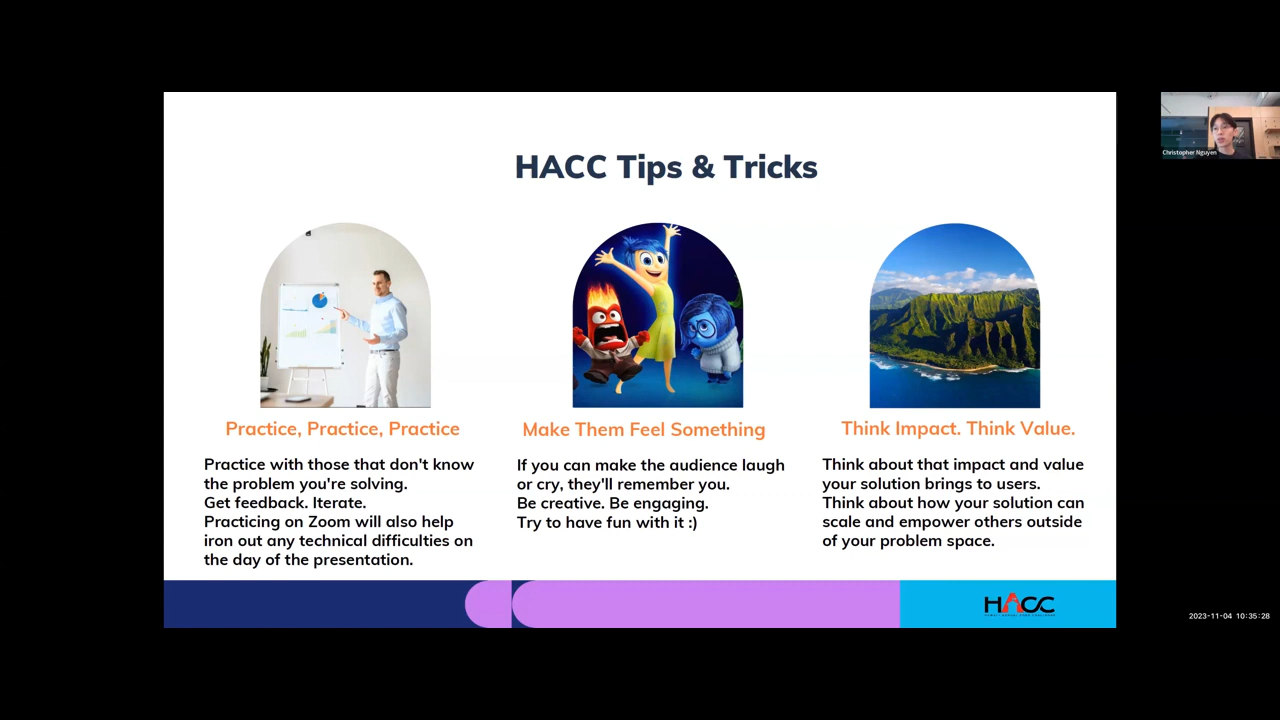 HACC Tips & Tricks
Practice, Practice, Practice
Practice with those that don't know
the problem you're solving.
Get feedback. Iterate.
Practicing on Zoom will also help
iron out any technical difficulties on
the day of the presentation.
Make Them Feel Something
If you can make the audience laugh
or cry, they'll remember you.
Be creative. Be engaging.
Try to have fun with it :)
Think Impact. Think Value.
Think about that impact and value
your solution brings to users.
Think about how your solution can
scale and empower others outside
of your problem space.
HACC
Christopher Nguyen
2023-11-04 10:35:28